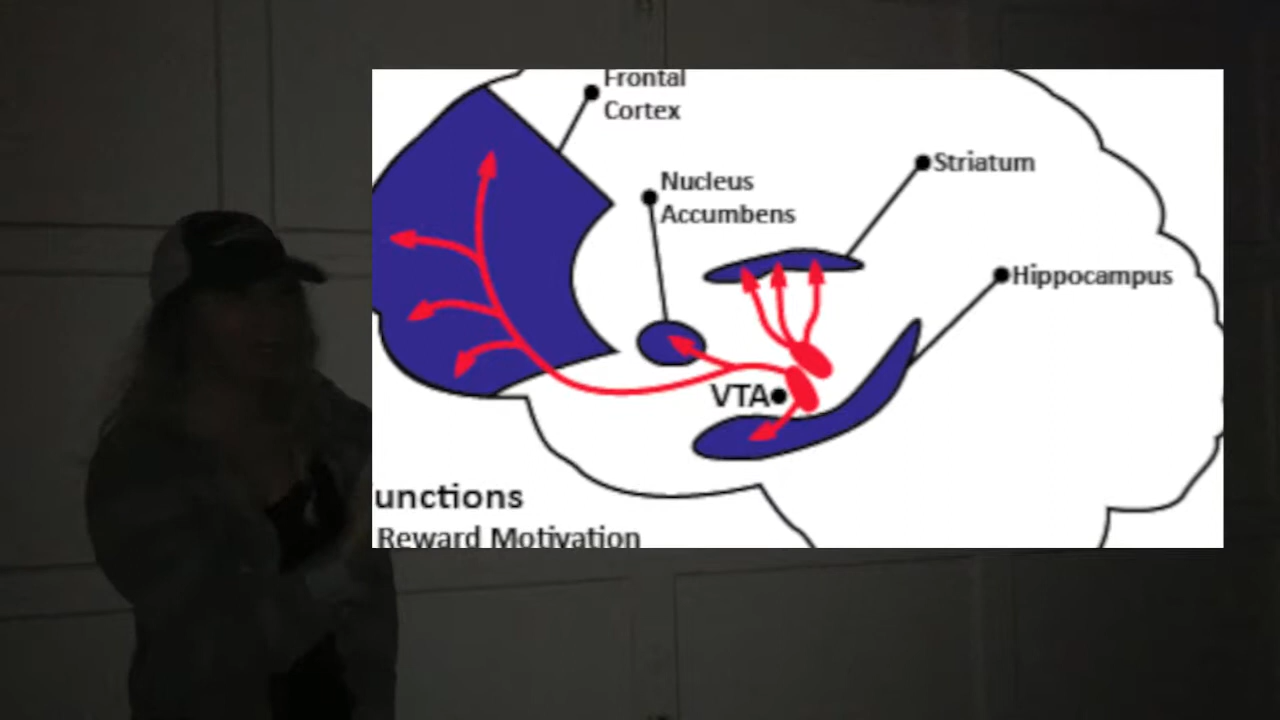 Frontal
Cortex
Striatum
Nucleus
Accumbens
Hippocampus
VTA
unctions
Reward Motivation